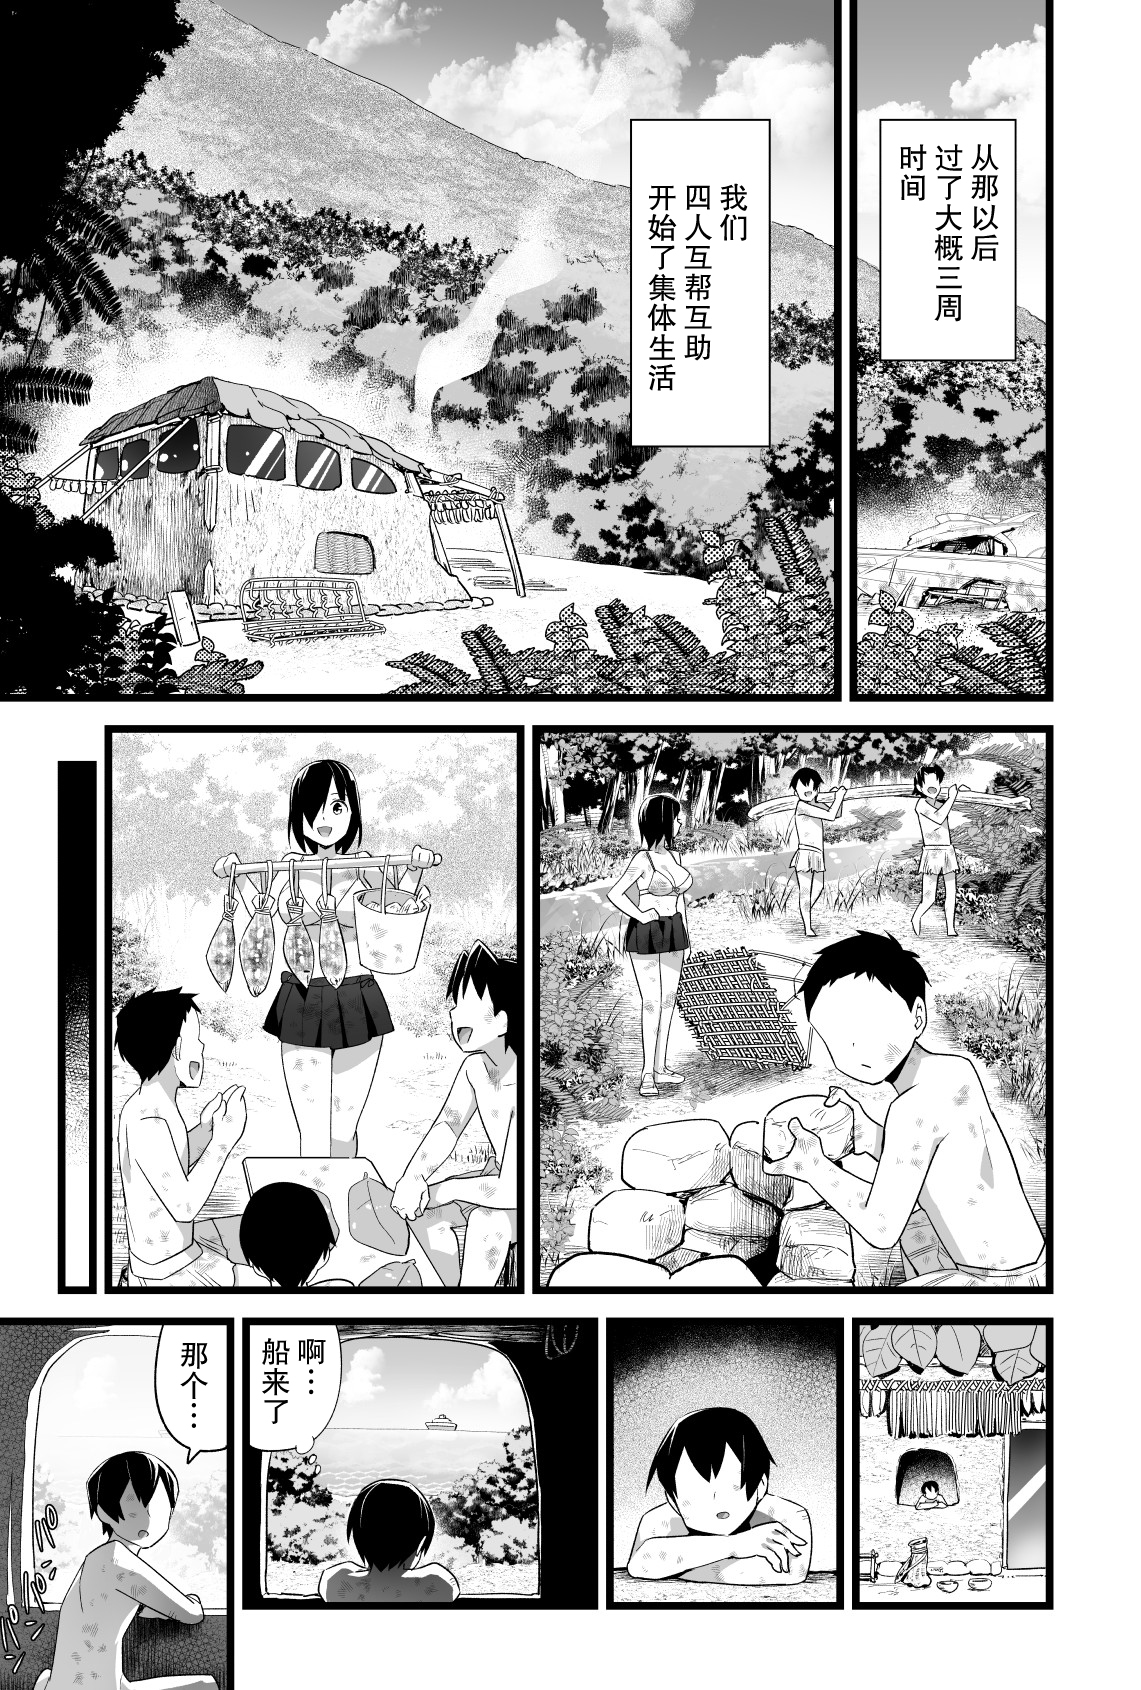 从那以后
过了大概三周
时间
我们
四人互帮互助
开始了集体生活
啊…
船来了
那个…